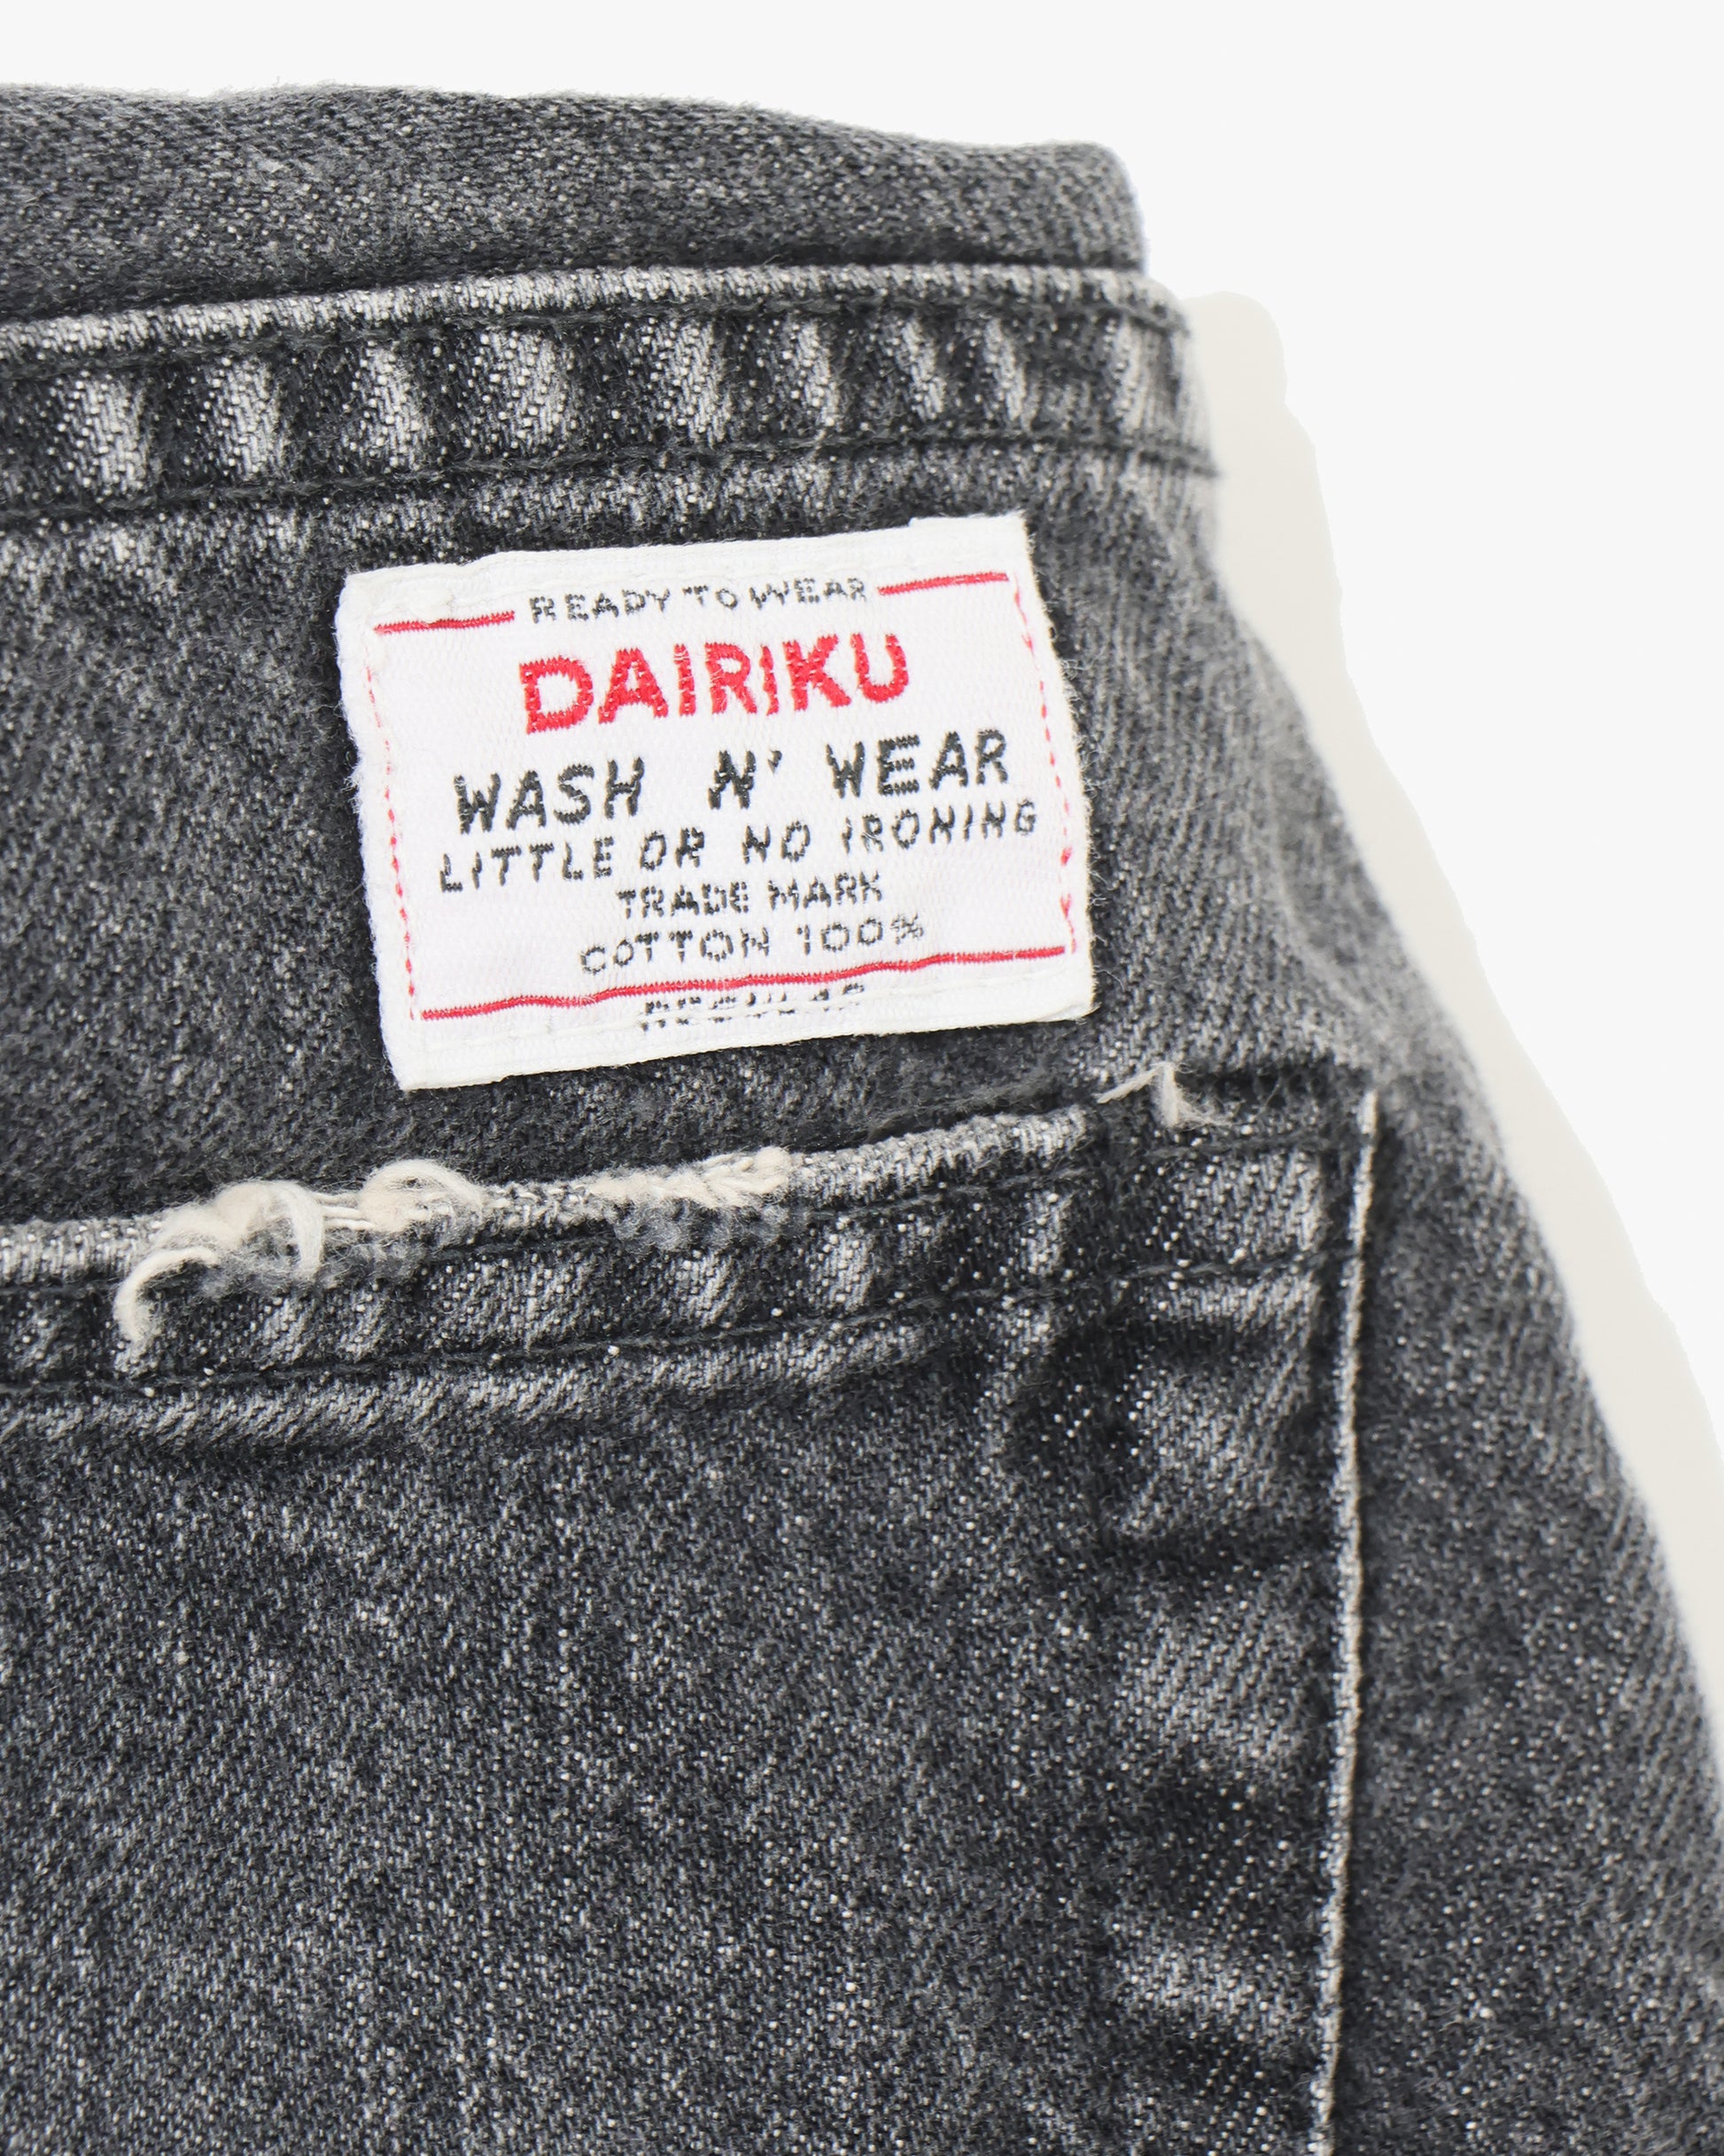 READY TO WEAR
DAIRIKU
WASH N' WEAR
LITTLE OR NO IRONING
TRADE MARK
COTTON 100%